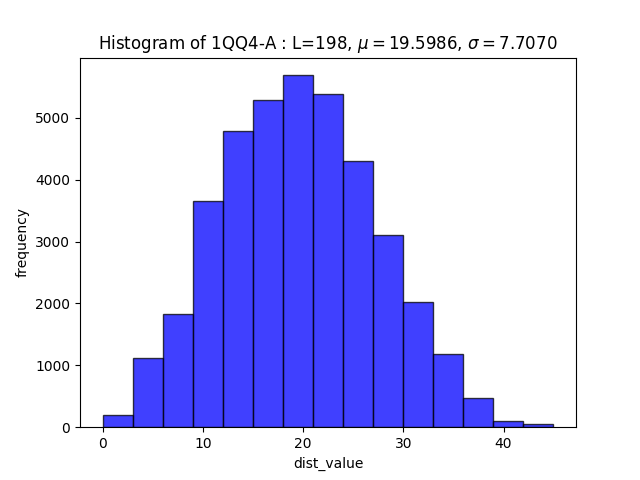 Histogram of 1QQ4-A : L=198, μ = 19.5986, σ = 7.7070
frequency
5000
4000
3000
2000
1000
0
0 10 20 30 40
dist_value